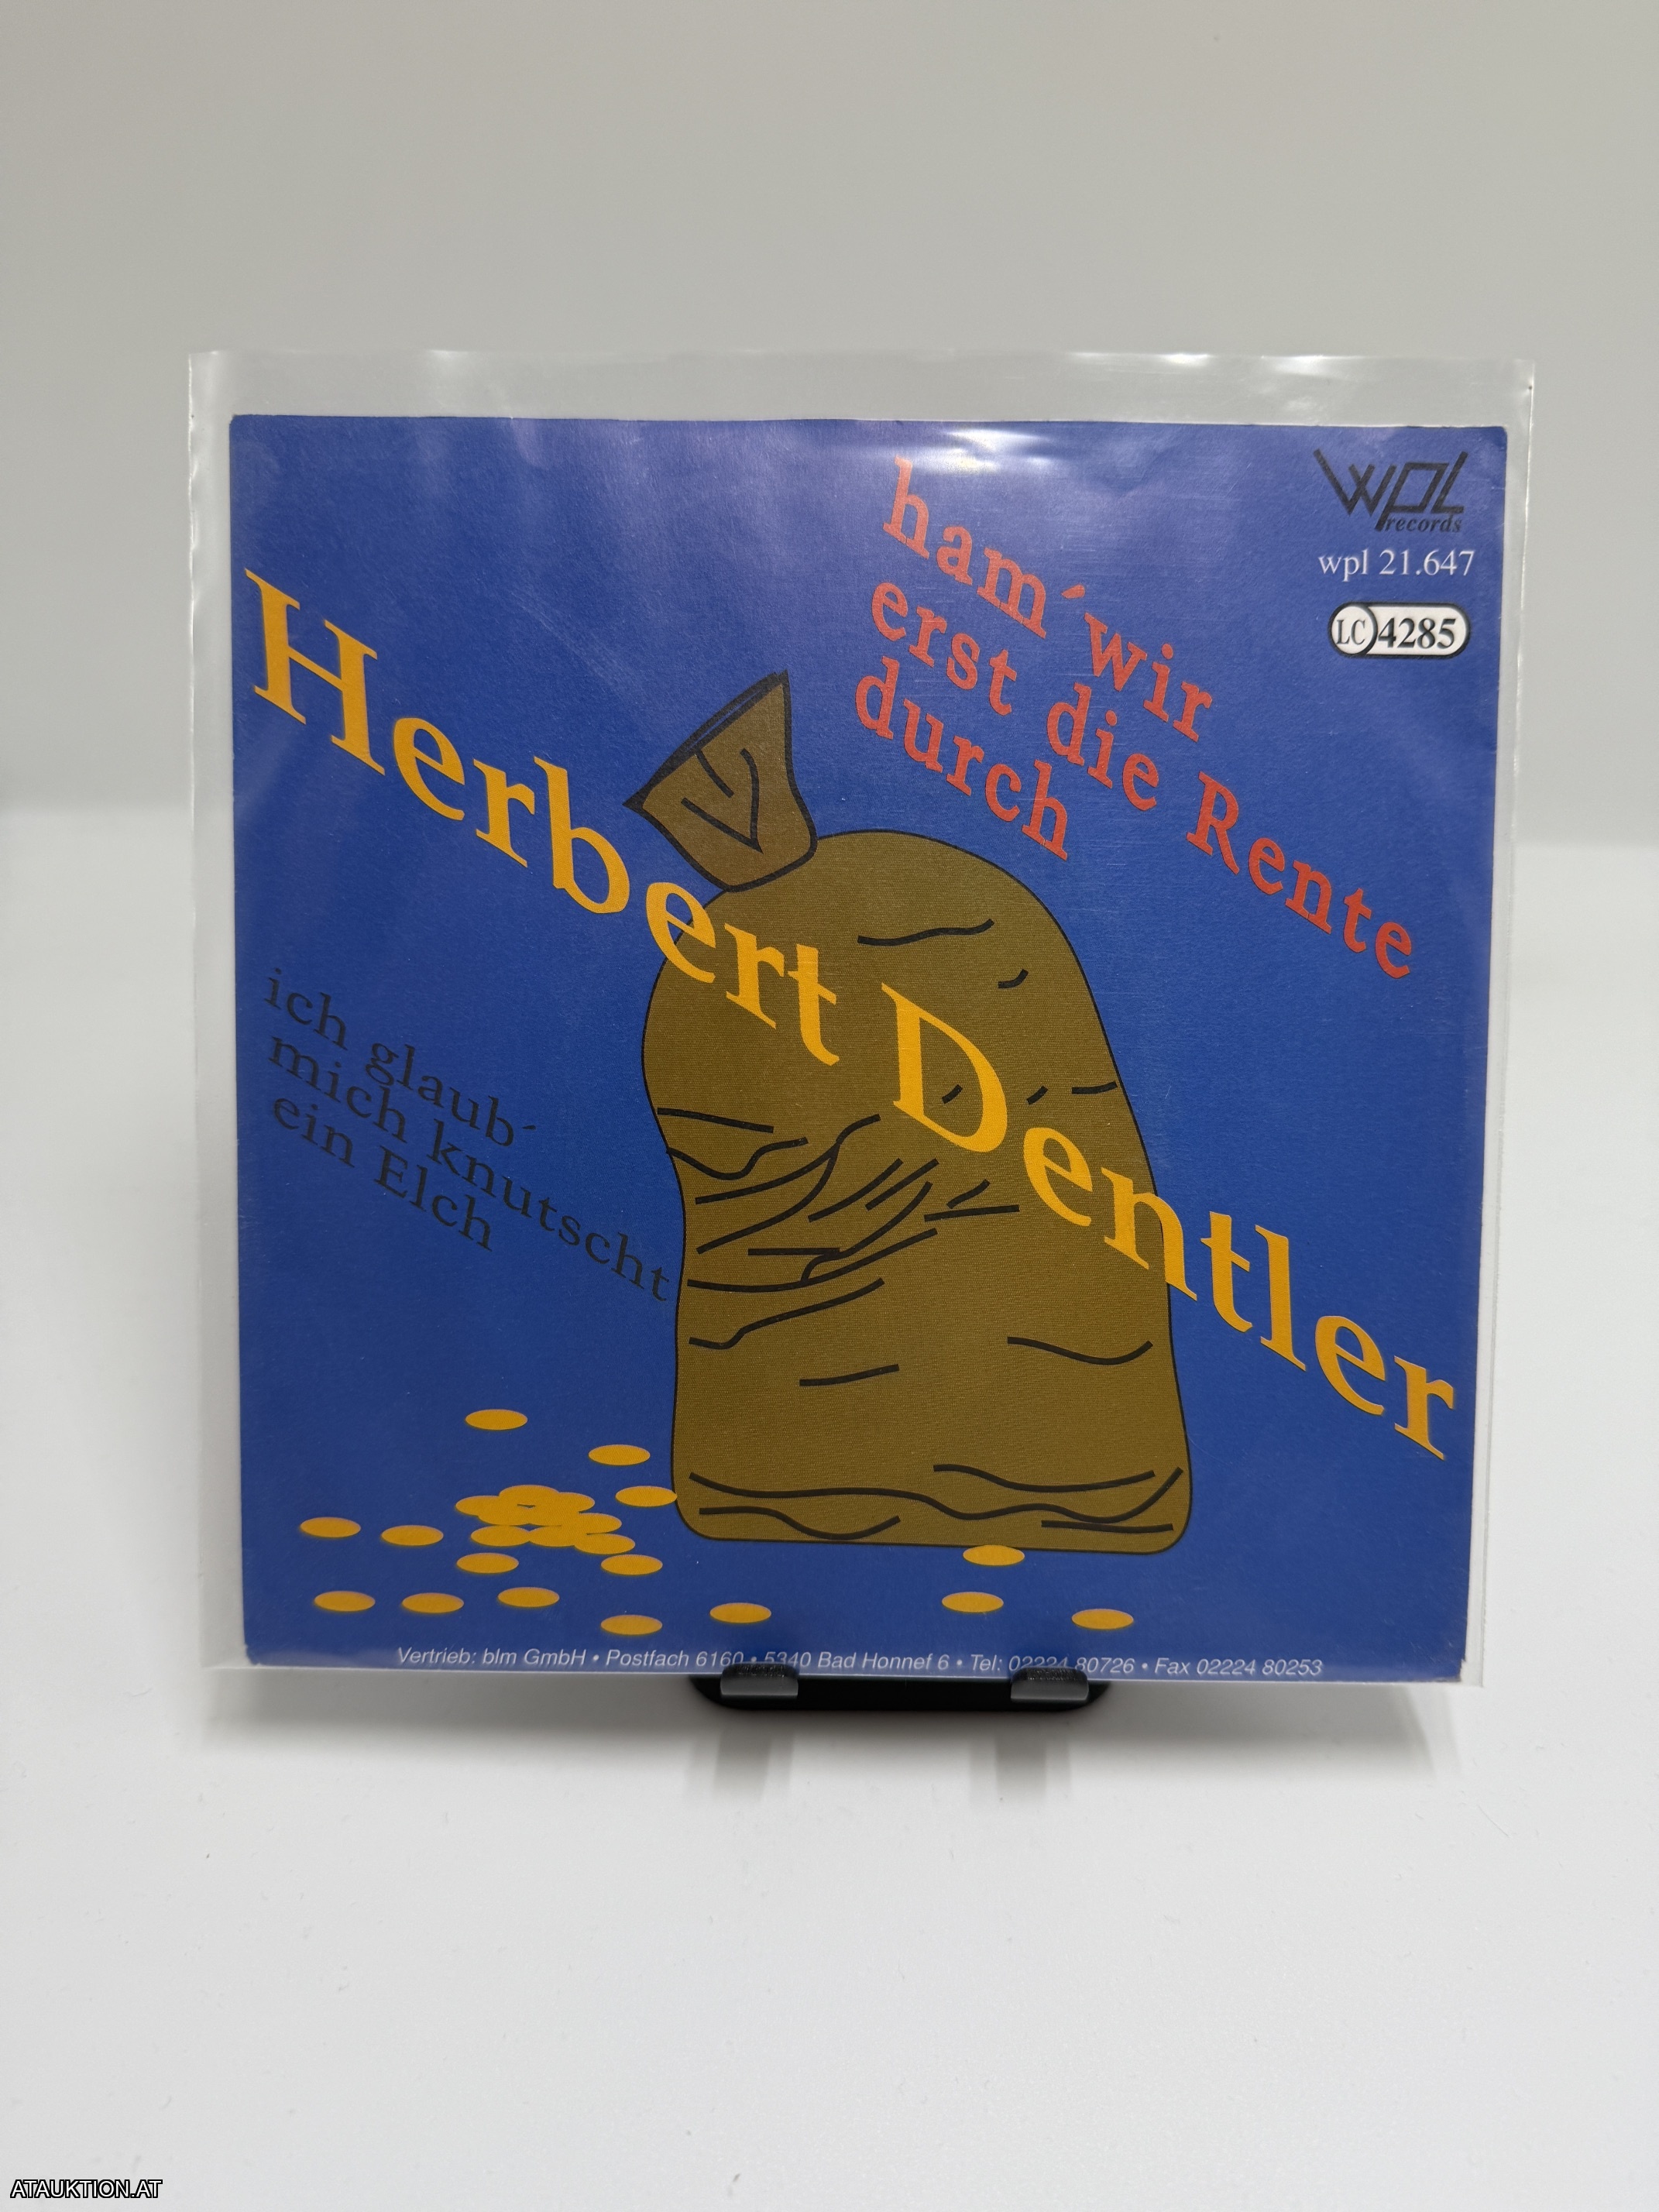 WPL
records
wpl 21.647
LC 4285
ham´wir
erst die Rente
durch
Herbert Dentler
ich glaub´
mich knutscht
ein Elch
Vertrieb: blm GmbH • Postfach 6160 • 5340 Bad Honnef 6 • Tel: 02224 80726 • Fax 02224 80253
ATAUKTION.AT